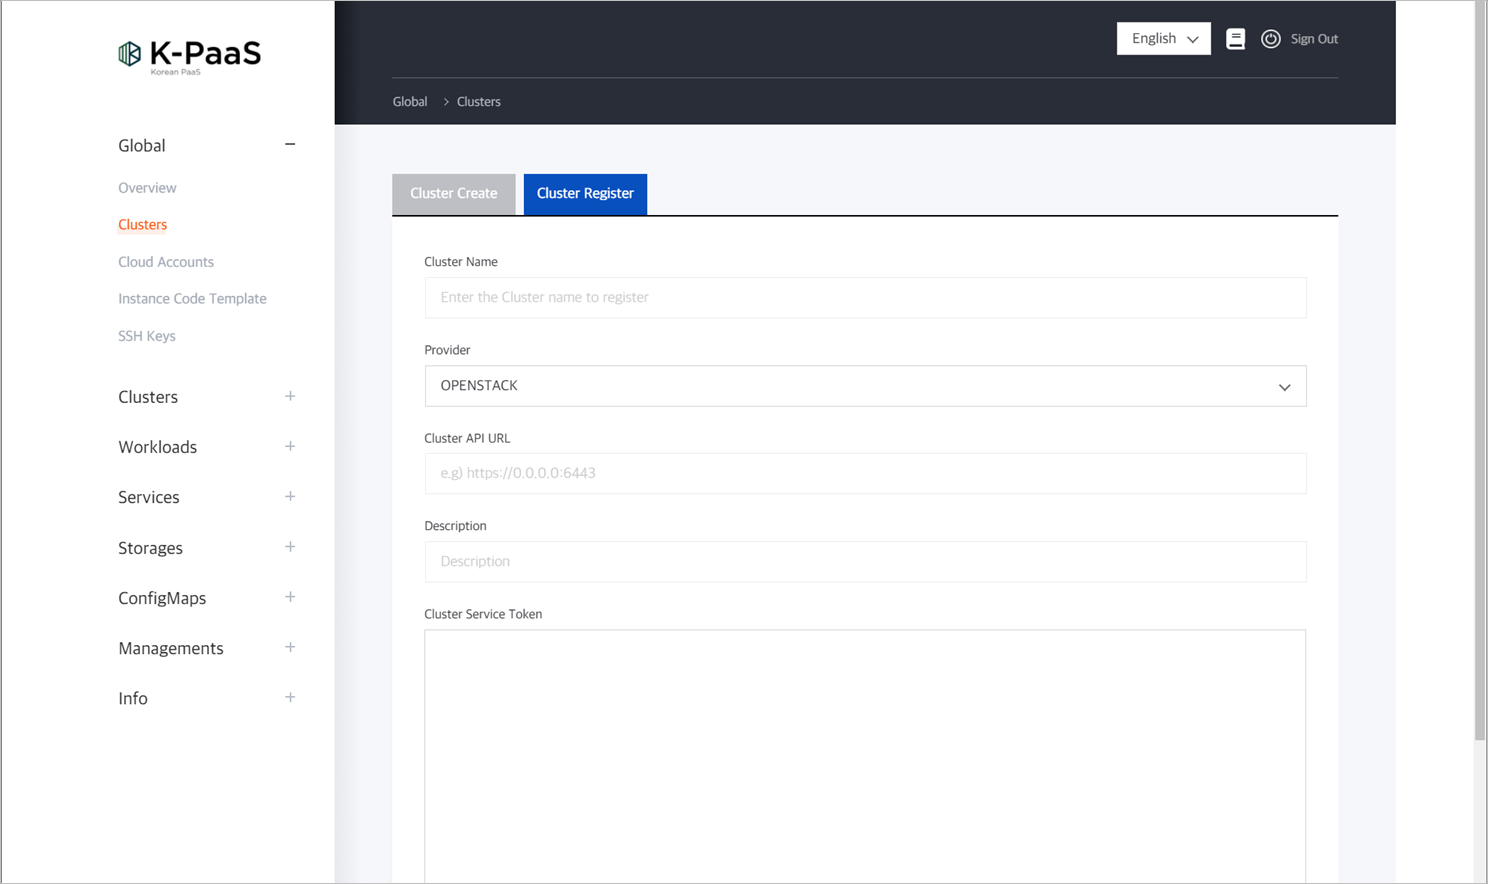 K-PaaS
Korean PaaS
English
Sign Out
Global > Clusters
Global
Overview
Clusters
Cloud Accounts
Instance Code Template
SSH Keys
Clusters
Workloads
Services
Storages
ConfigMaps
Managements
Info
Cluster Create
Cluster Register
Cluster Name
Enter the Cluster name to register
Provider
OPENSTACK
Cluster API URL
e.g) https://0.0.0.0:6443
Description
Description
Cluster Service Token